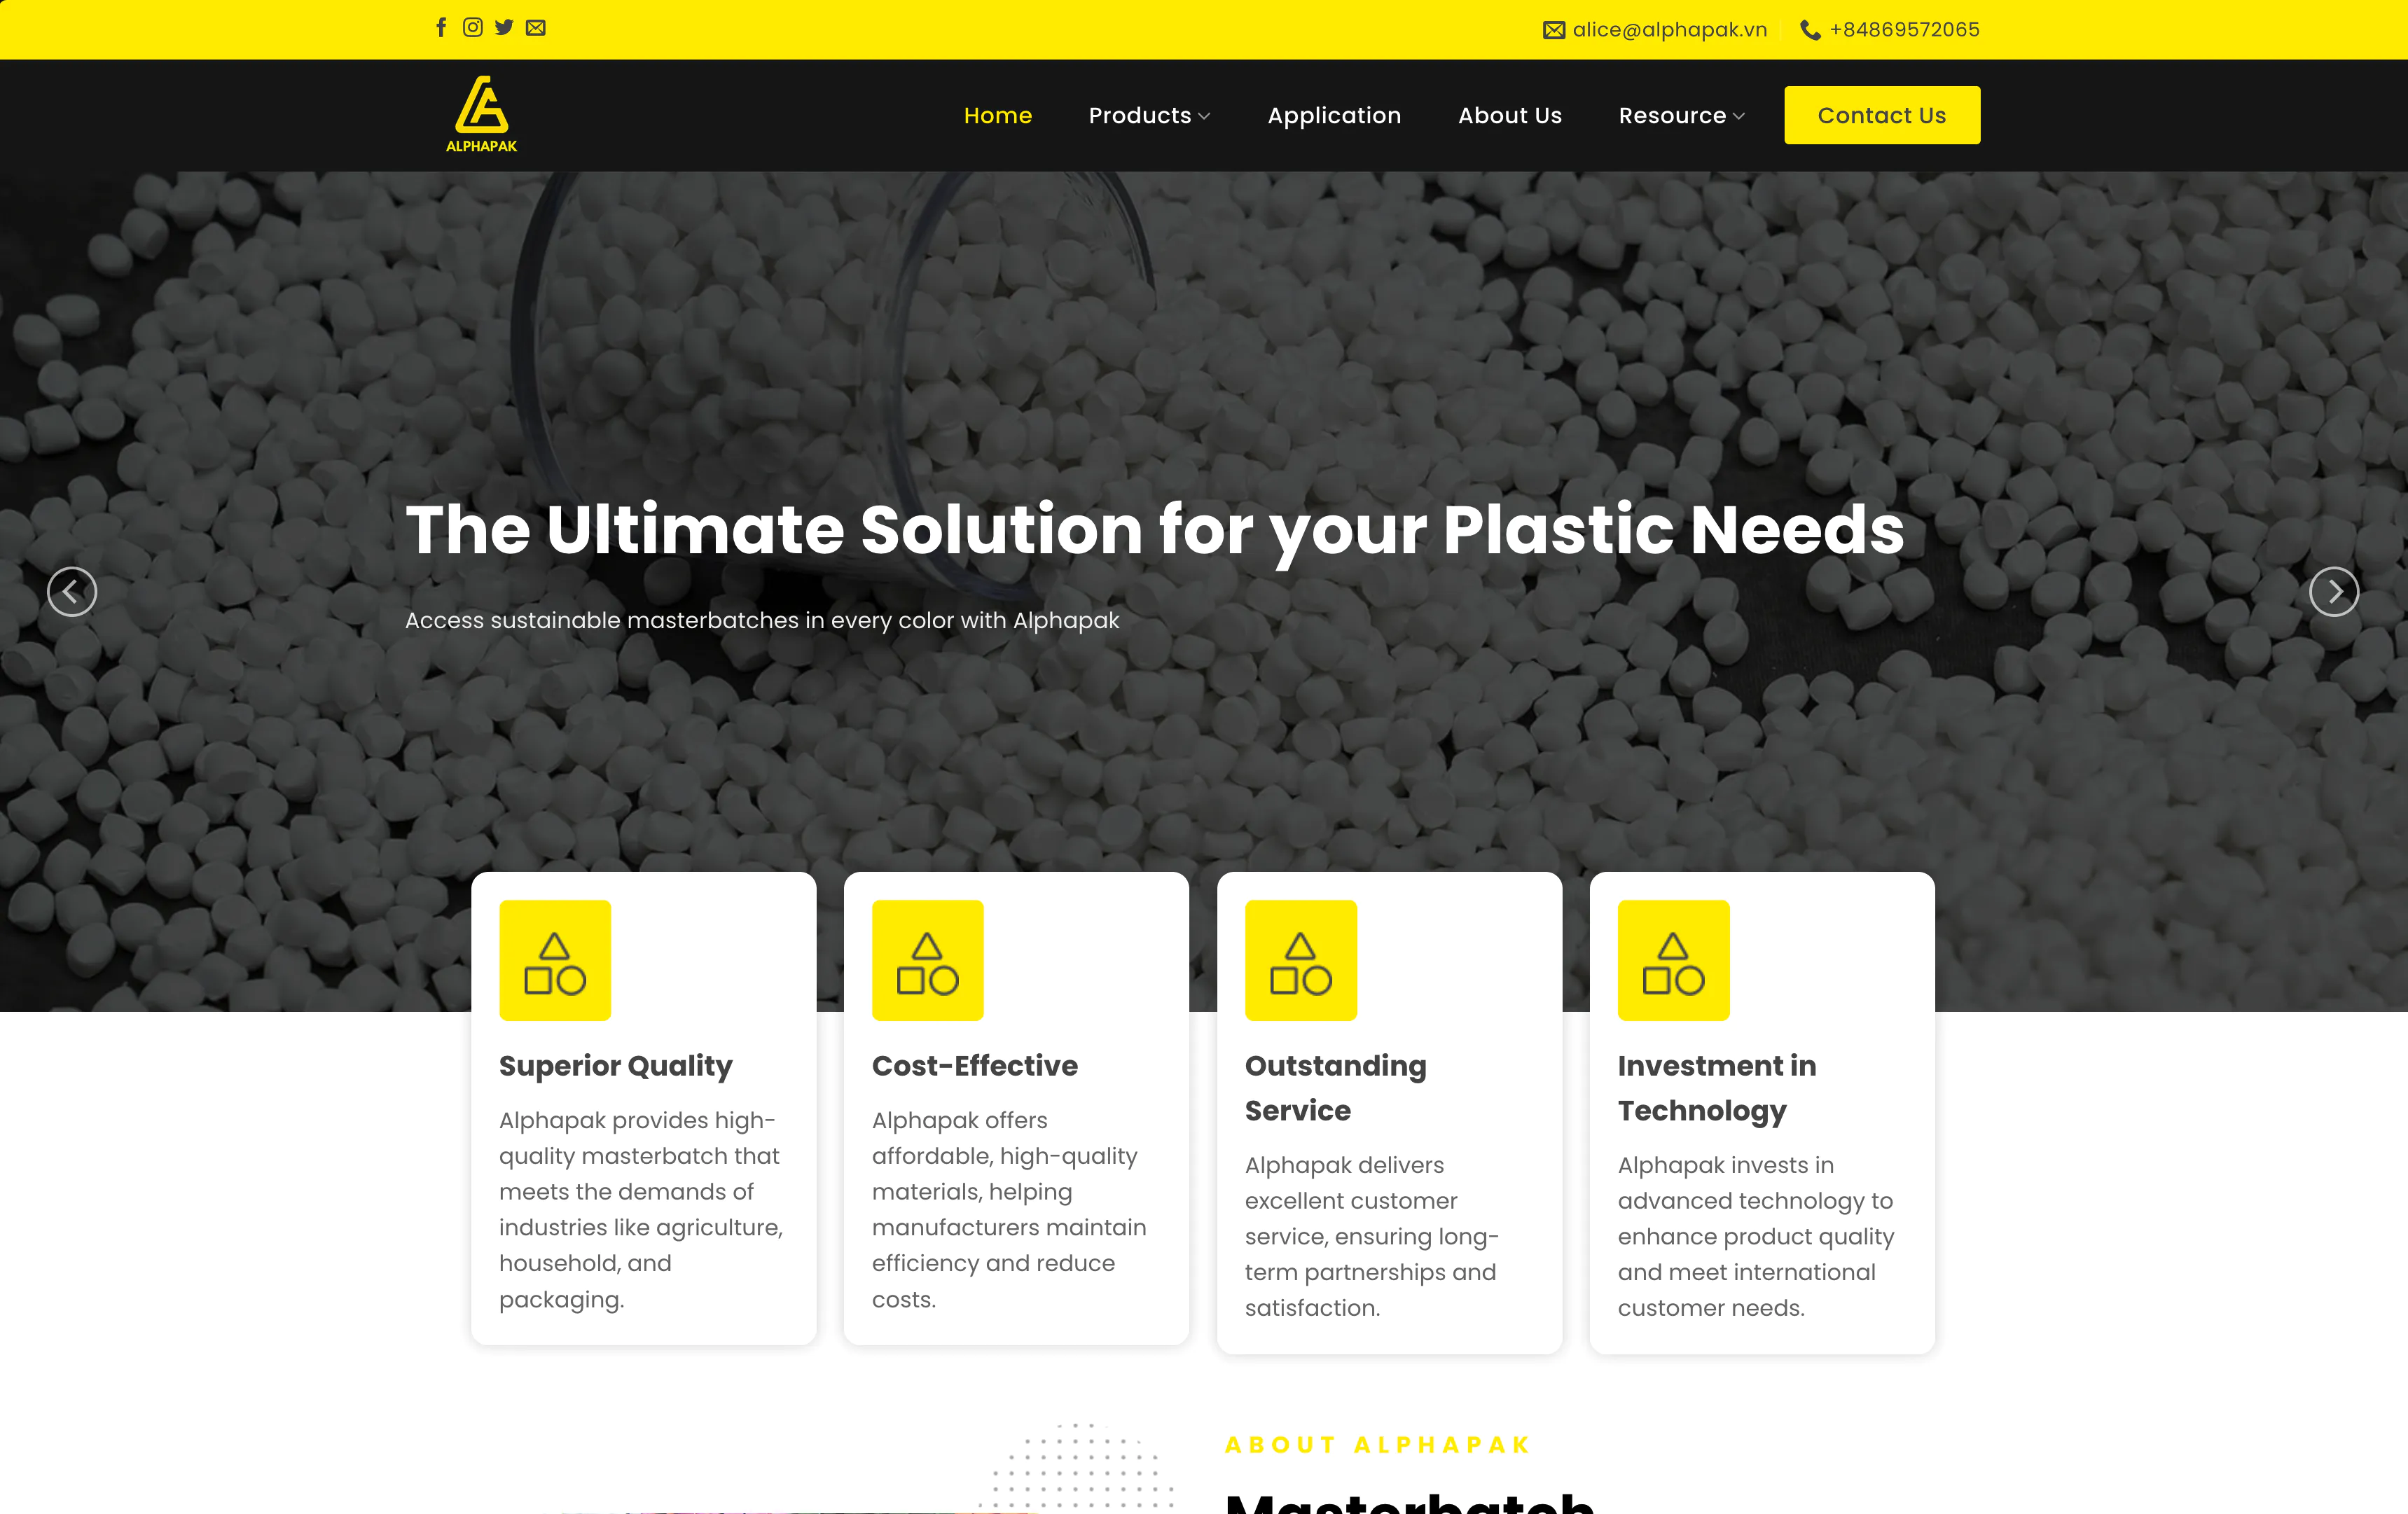 alice@alphapak.vn
+84869572065
ALPHAPAK
Home
Products
Application
About Us
Resource
Contact Us
The Ultimate Solution for your Plastic Needs
Access sustainable masterbatches in every color with Alphapak
Superior Quality
Alphapak provides high-
quality masterbatch that
meets the demands of
industries like agriculture,
household, and
packaging.
Cost-Effective
Alphapak offers
affordable, high-quality
materials, helping
manufacturers maintain
efficiency and reduce
costs.
Outstanding
Service
Alphapak delivers
excellent customer
service, ensuring long-
term partnerships and
satisfaction.
Investment in
Technology
Alphapak invests in
advanced technology to
enhance product quality
and meet international
customer needs.
ABOUT ALPHAPAK
Masterbatch